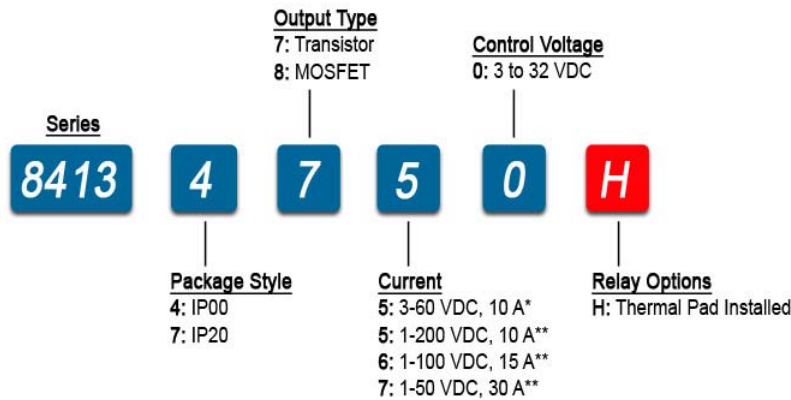 Output Type
7: Transistor
8: MOSFET
Control Voltage
0: 3 to 32 VDC
Series
8413 4 7 5 0 H
Package Style
4: IP00
7: IP20
Current
5: 3-60 VDC, 10 A*
5: 1-200 VDC, 10 A**
6: 1-100 VDC, 15 A**
7: 1-50 VDC, 30 A**
Relay Options
H: Thermal Pad Installed